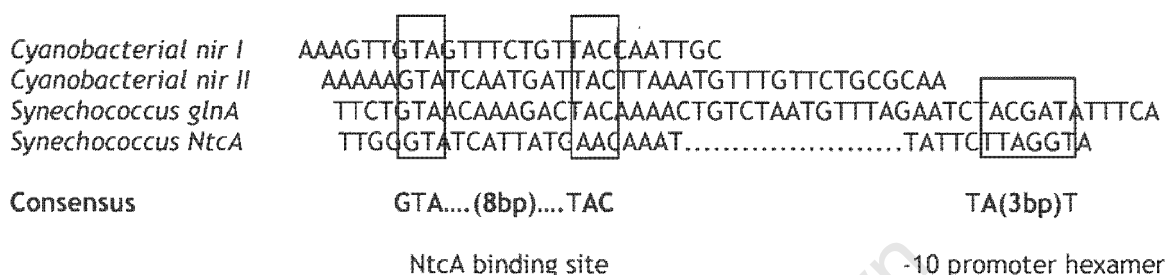 Cyanobacterial nir I AAAGTTGTAGTTTCTGTTACCAATTGC
Cyanobacterial nir II AAAAAGTATCAATGATTACTTAAATGTTTGTTCTGCGCAA
Synechococcus glnA TTCTGTAACAAAGACTACAAAACTGTCTAATGTTTAGAATCTACGATATTTCA
Synechococcus NtcA TTGGGTATCATTATGAACAAAT......................TATTCTTAGGTA
Consensus GTA....(8bp)....TAC TA(3bp)T
NtcA binding site -10 promoter hexamer